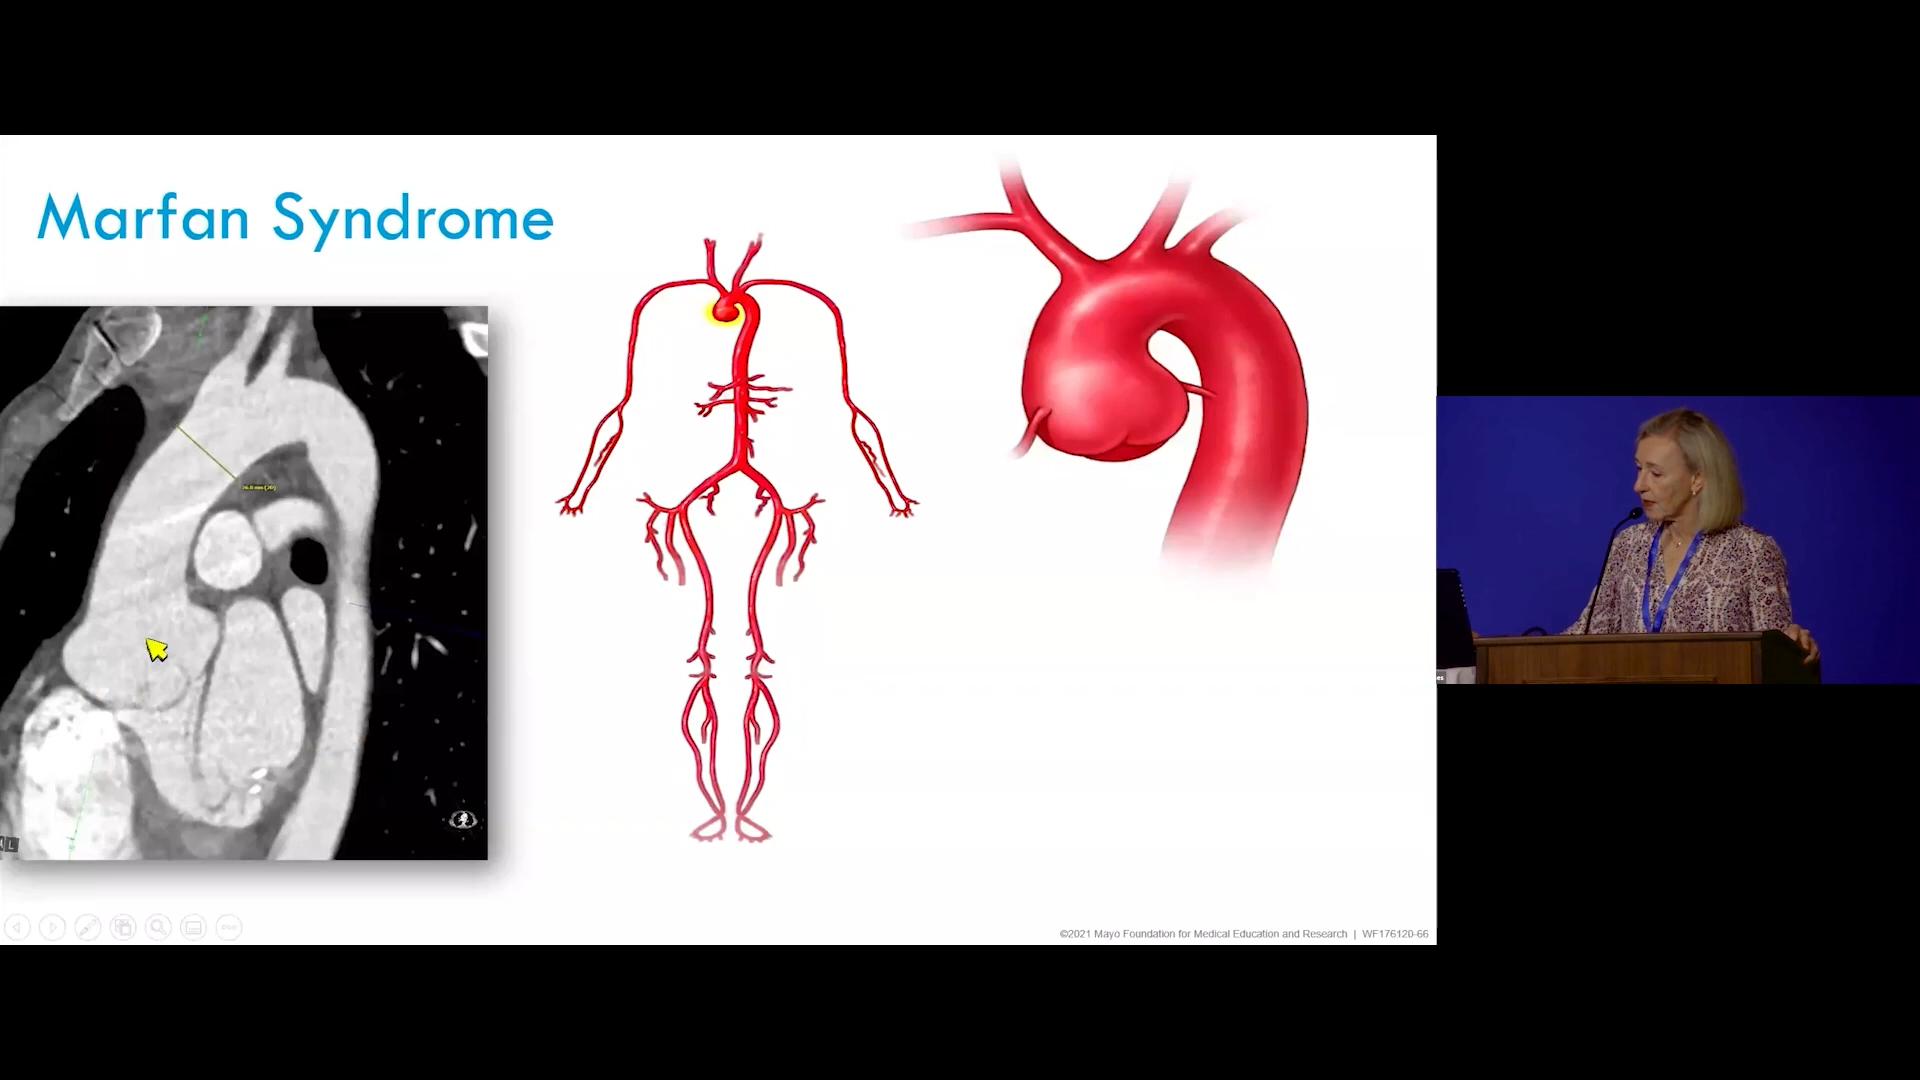 Marfan Syndrome
©2021 Mayo Foundation for Medical Education and Research | WF176120-66